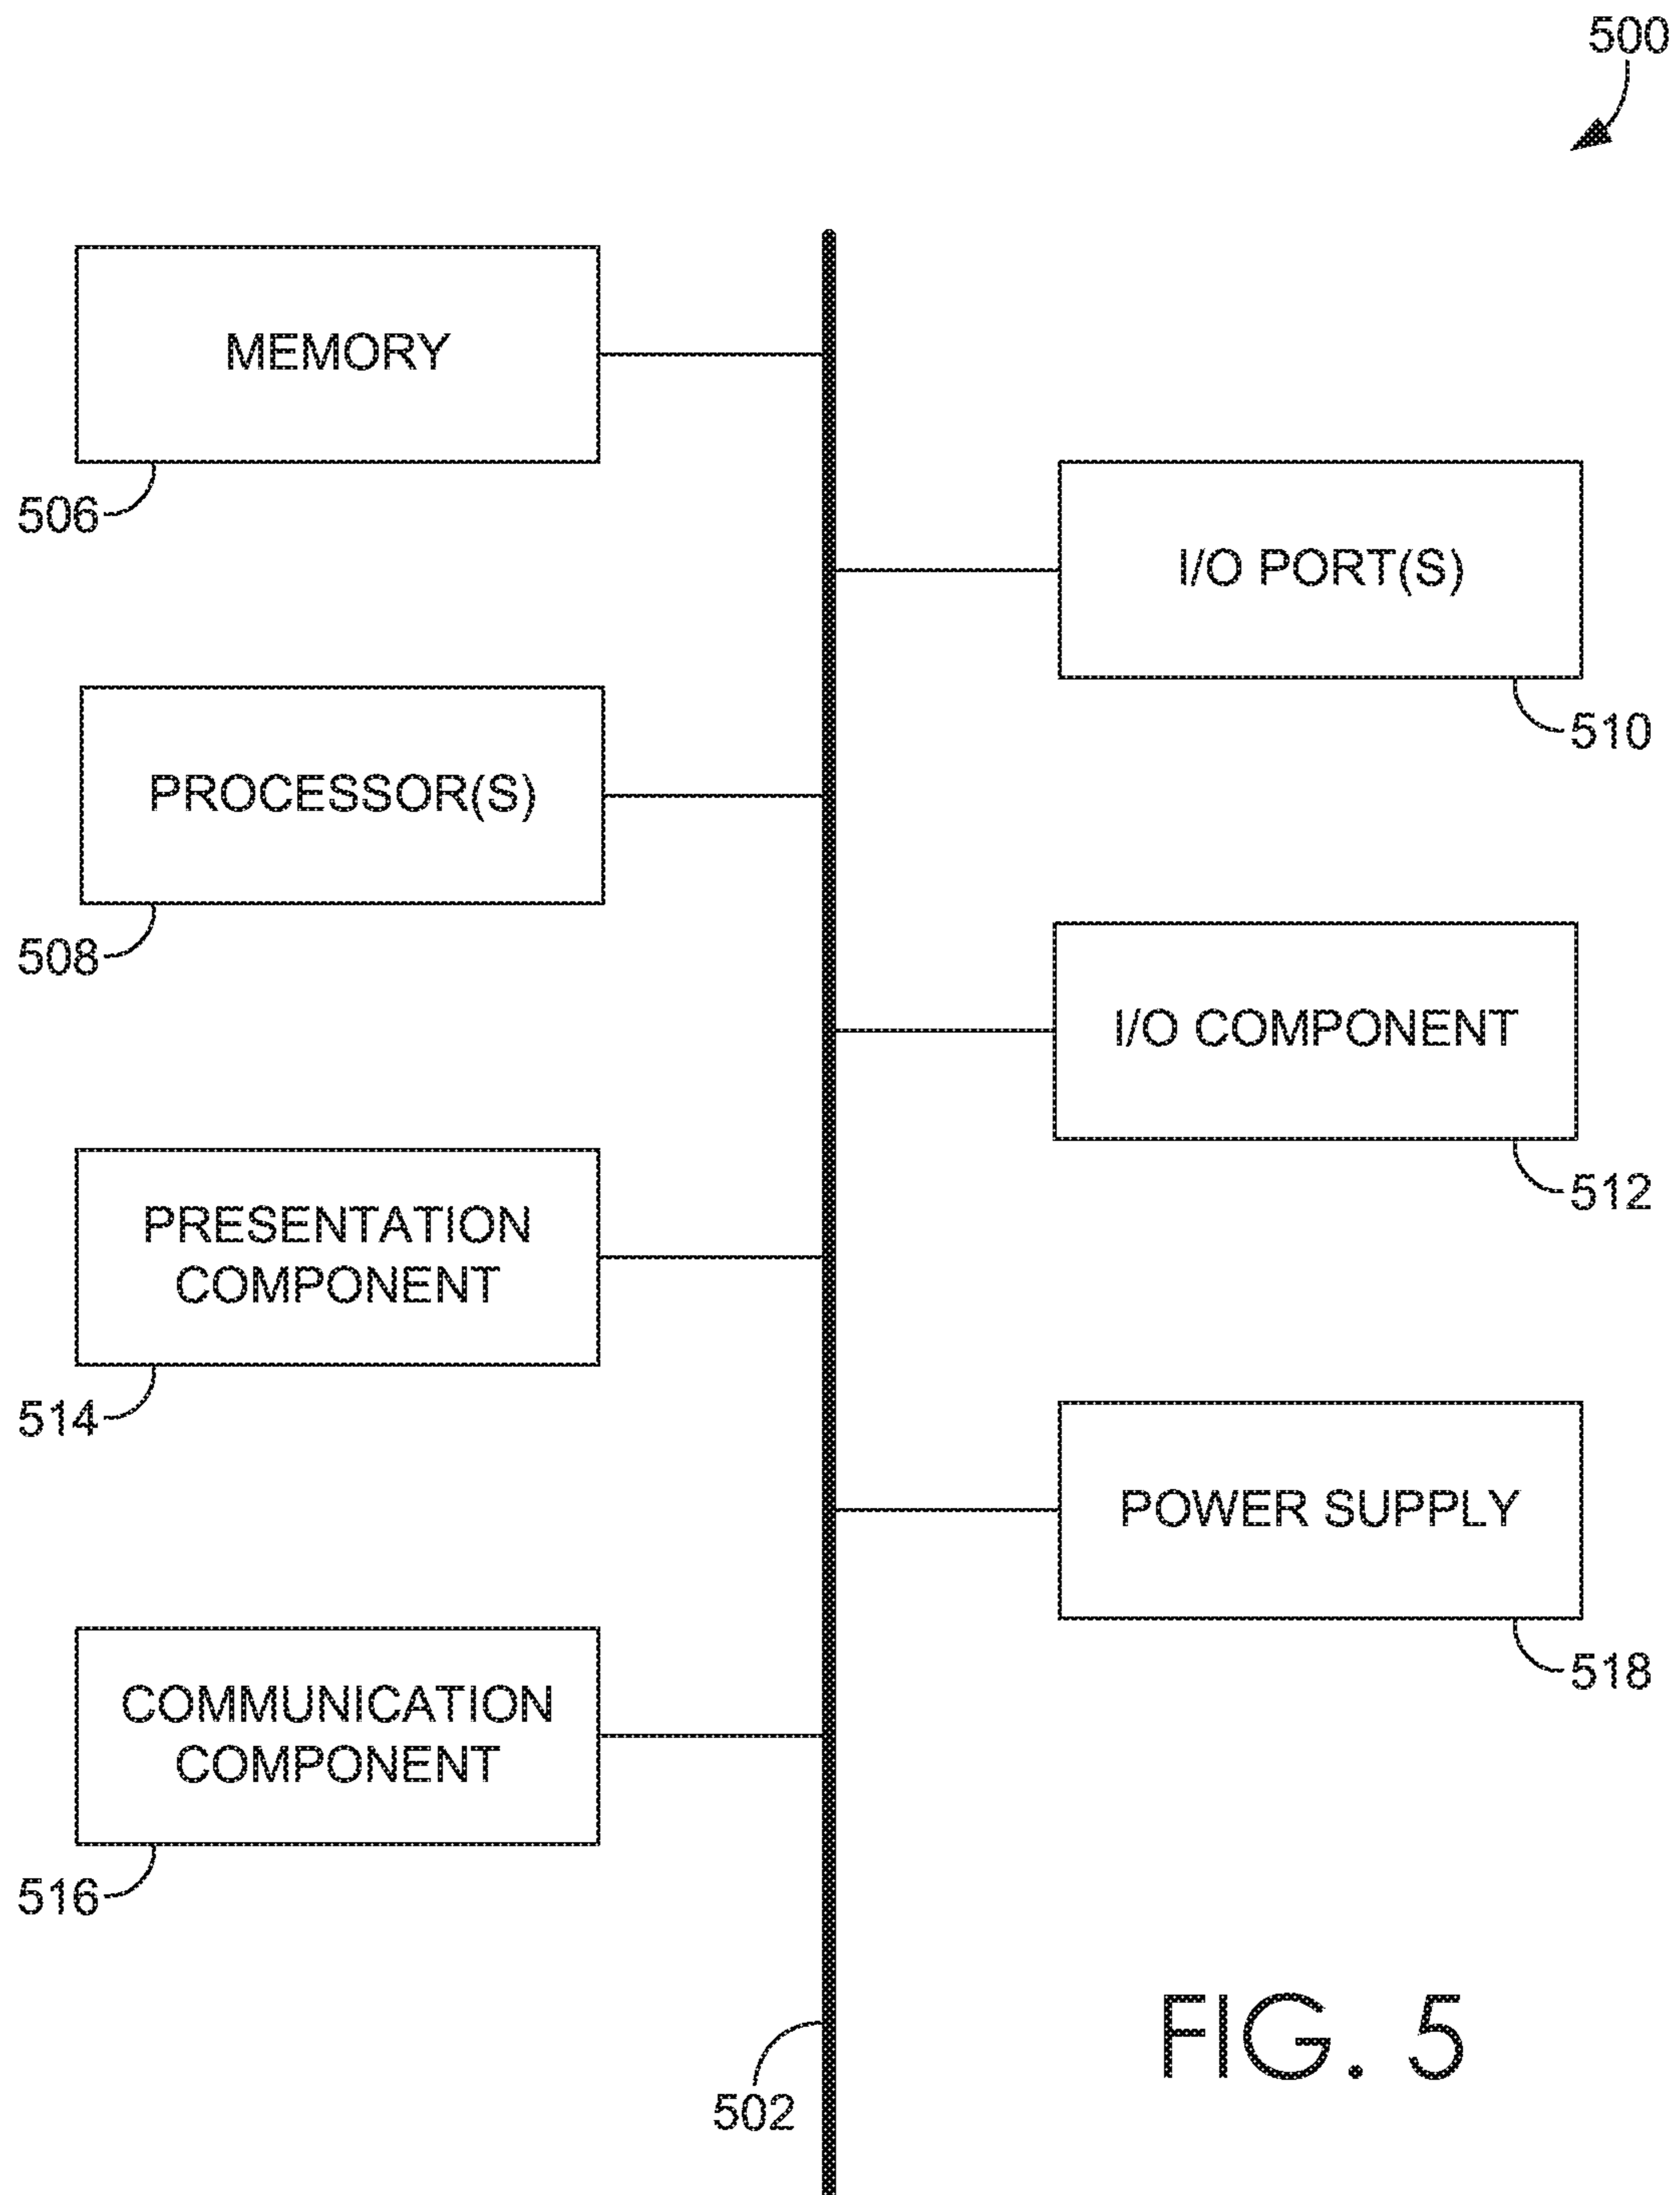 500
MEMORY
506
I/O PORT(S)
510
PROCESSOR(S)
508
I/O COMPONENT
512
PRESENTATION
COMPONENT
514
POWER SUPPLY
518
COMMUNICATION
COMPONENT
516
502
FIG. 5